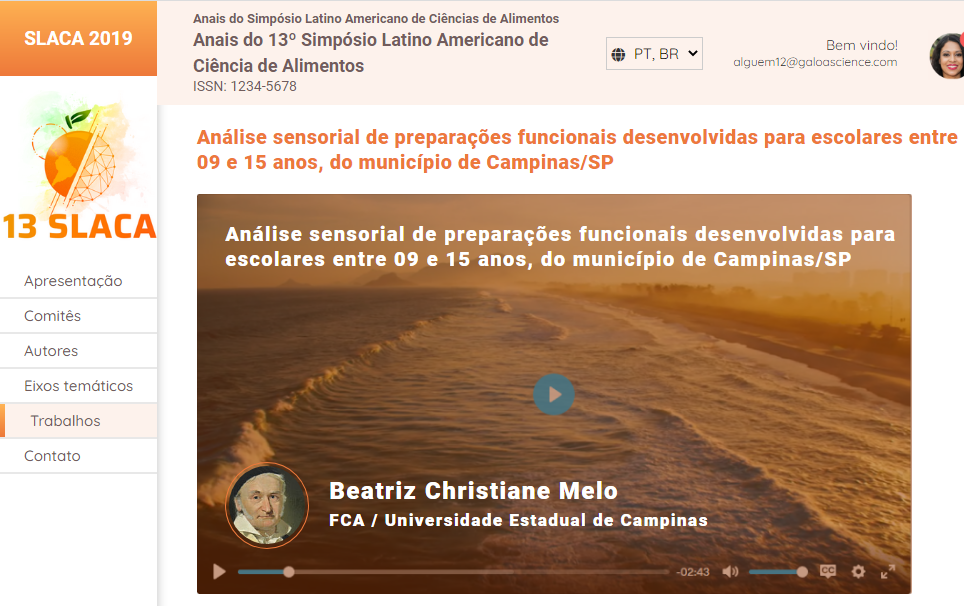 SLACA 2019
Anais do Simpósio Latino Americano de Ciências de Alimentos
Anais do 13º Simpósio Latino Americano de
Ciência de Alimentos
ISSN: 1234-5678
PT, BR
Bem vindo!
alguem12@galoascience.com
13 SLACA
Apresentação
Comitês
Autores
Eixos temáticos
Trabalhos
Contato
Análise sensorial de preparações funcionais desenvolvidas para escolares entre
09 e 15 anos, do município de Campinas/SP
Análise sensorial de preparações funcionais desenvolvidas para
escolares entre 09 e 15 anos, do município de Campinas/SP
Beatriz Christiane Melo
FCA / Universidade Estadual de Campinas
-02:43
CC